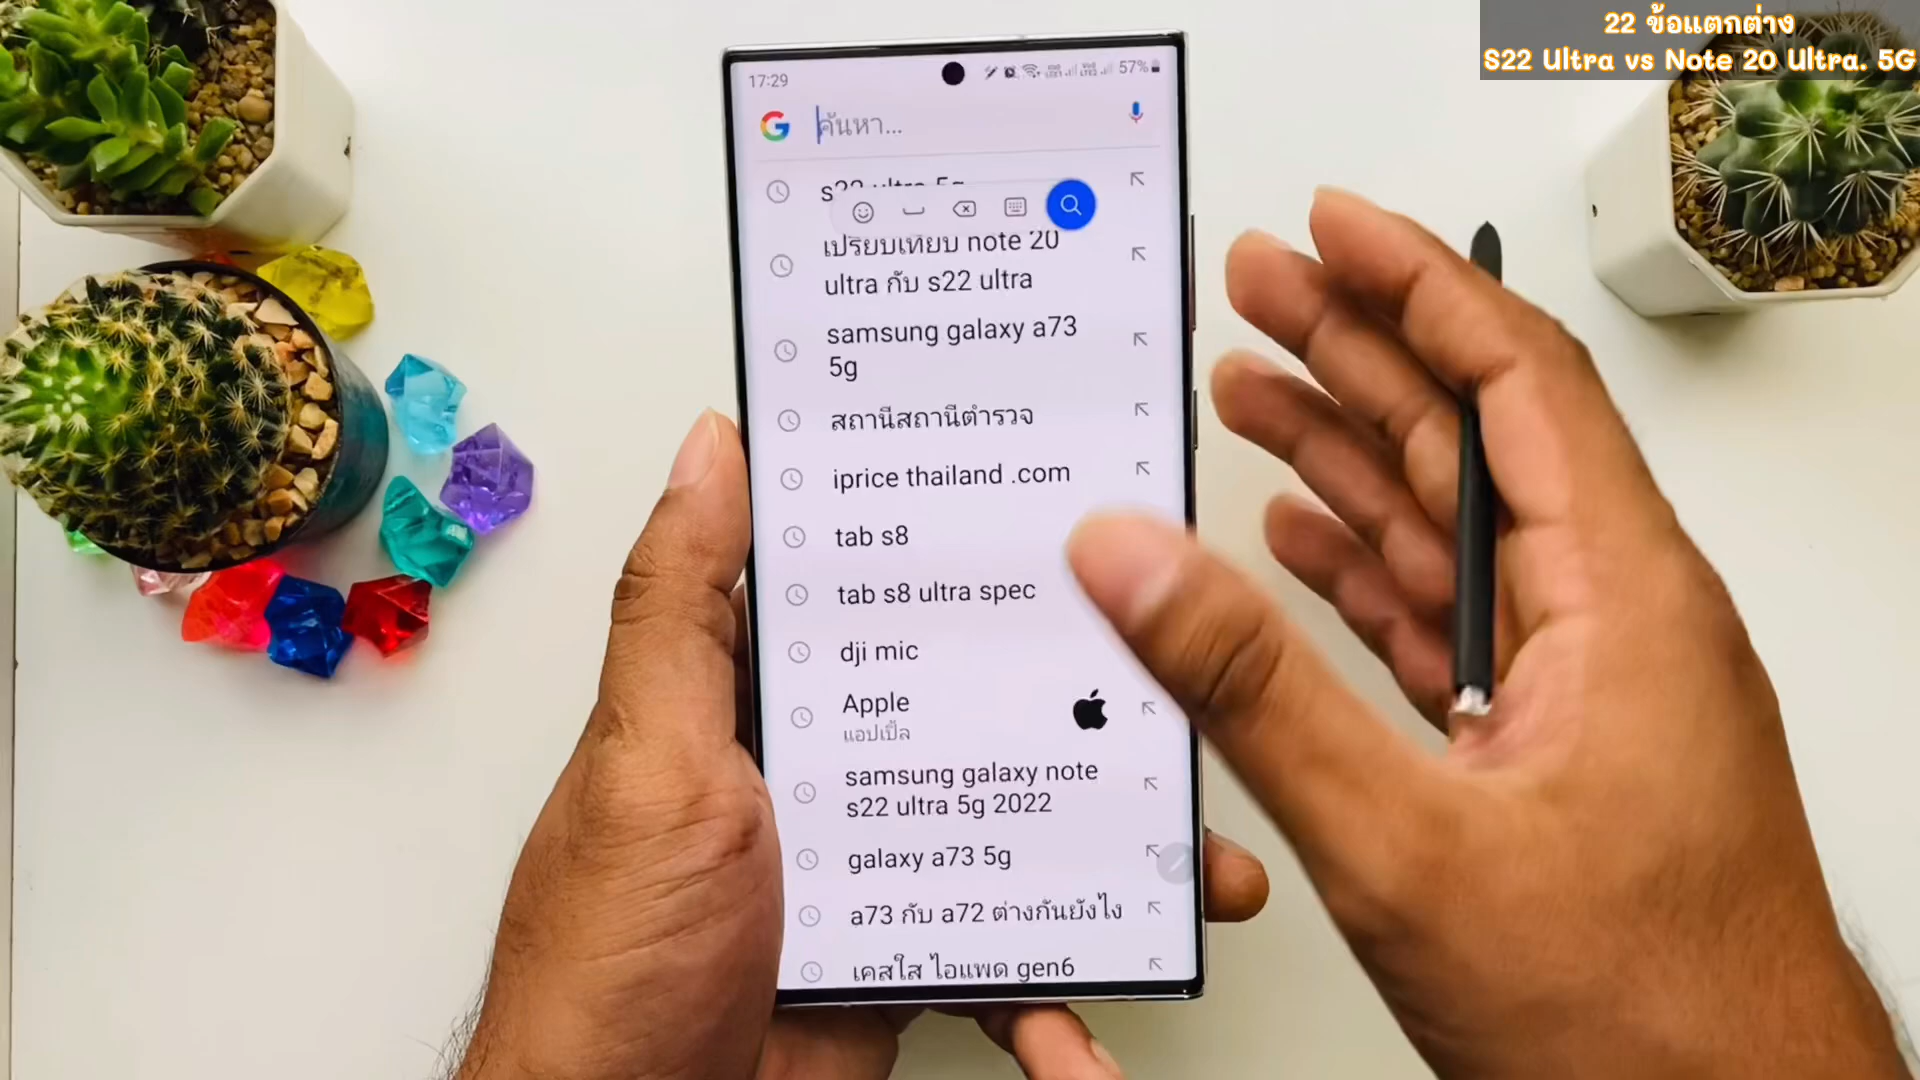 22 ข้อแตกต่าง
S22 Ultra vs Note 20 Ultra. 5G
17:29
57%
ค้นหา...
s22 ultra 5g
เปรียบเทียบ note 20
ultra กับ s22 ultra
samsung galaxy a73
5g
สถานีสถานีตำรวจ
iprice thailand .com
tab s8
tab s8 ultra spec
dji mic
Apple
แอปเปิ้ล
samsung galaxy note
s22 ultra 5g 2022
galaxy a73 5g
a73 กับ a72 ต่างกันยังไง
เคสใส ไอแพด gen6